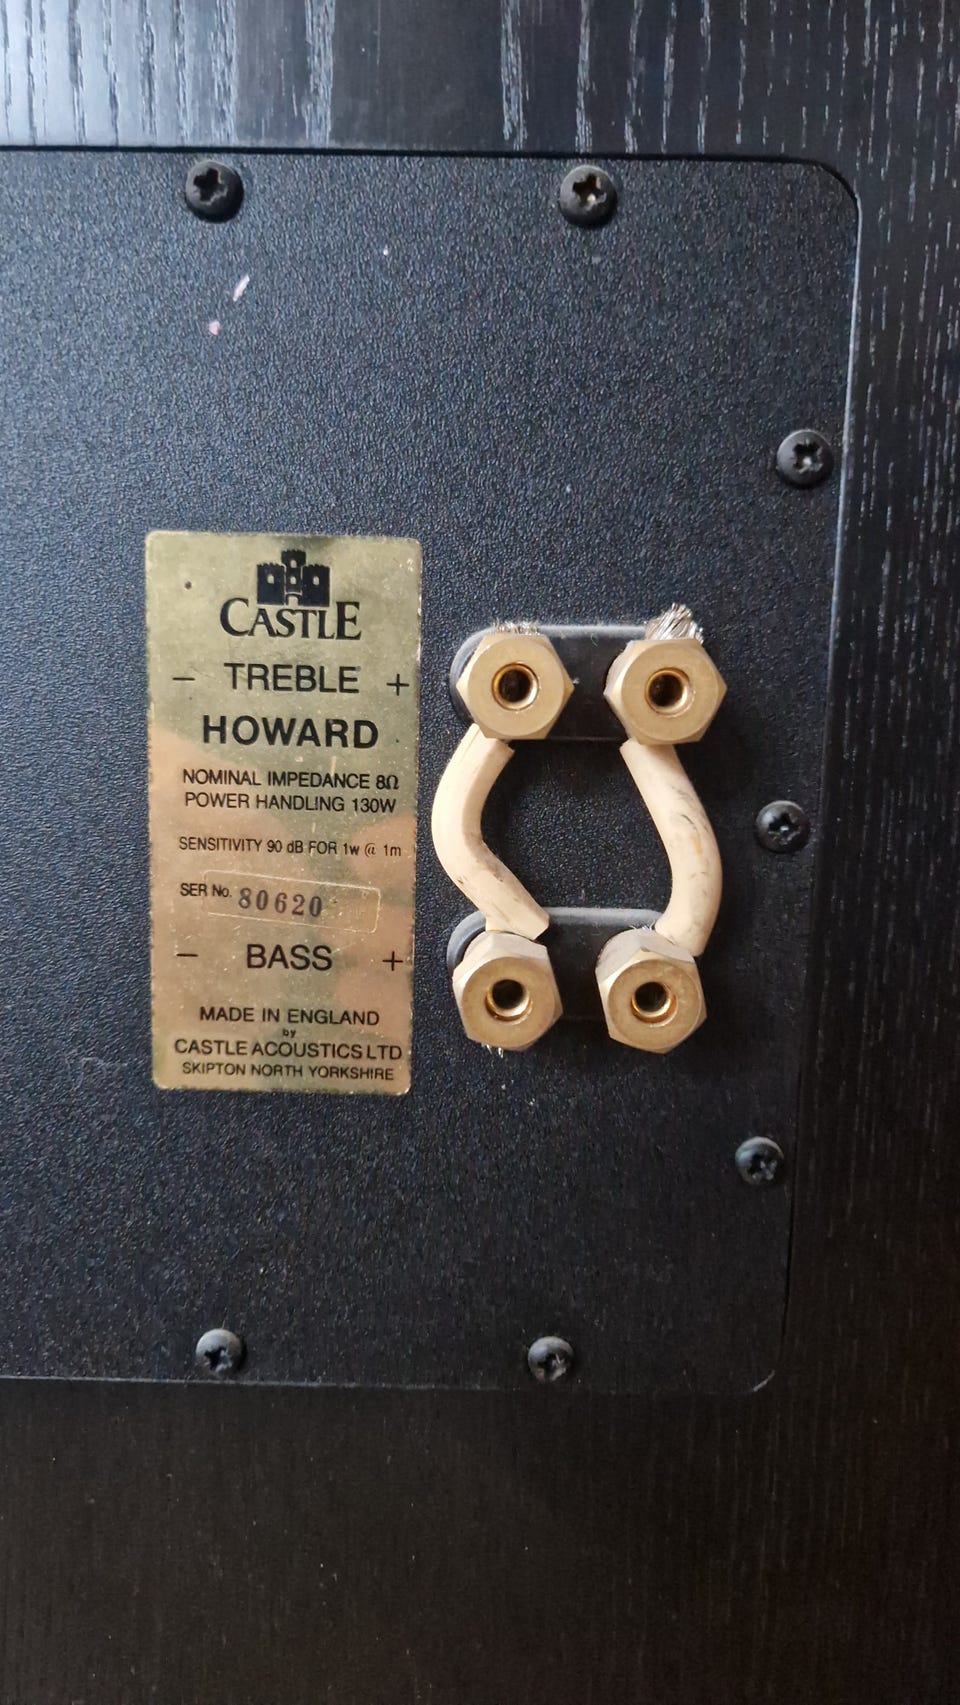 CASTLE
- TREBLE +
HOWARD
NOMINAL IMPEDANCE 8Ω
POWER HANDLING 130W
SENSITIVITY 90 dB FOR 1w @ 1m
SER No. 80620
- BASS +
MADE IN ENGLAND
by
CASTLE ACOUSTICS LTD
SKIPTON NORTH YORKSHIRE